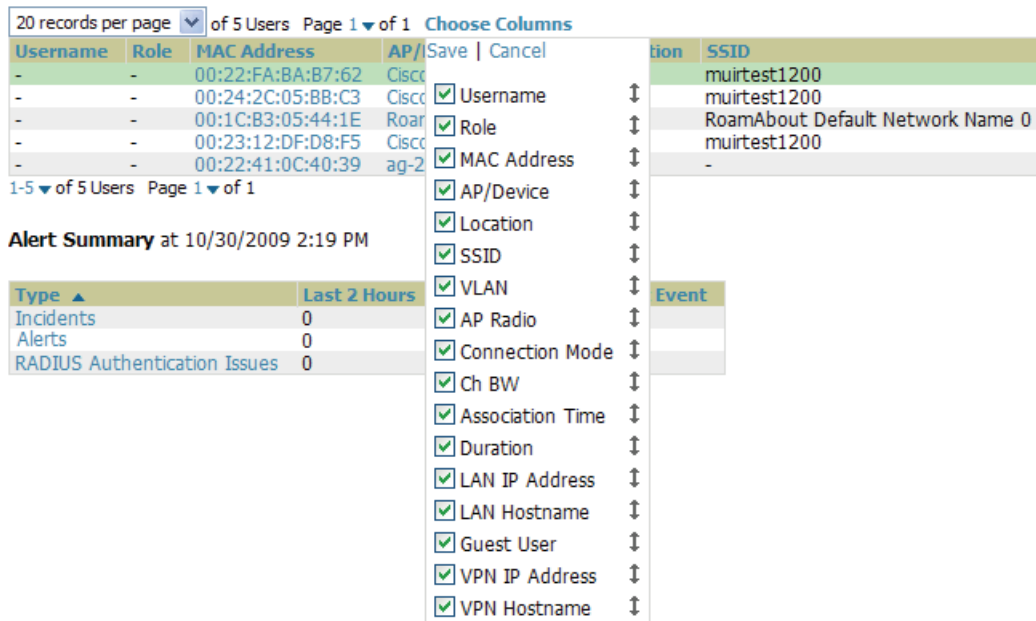 20 records per page of 5 Users Page 1 of 1 Choose Columns
Username Role MAC Address AP/ tion SSID
- - 00:22:FA:BA:B7:62 Cisco muirtest1200
- - 00:24:2C:05:BB:C3 Cisco muirtest1200
- - 00:1C:B3:05:44:1E Roam RoamAbout Default Network Name 0
- - 00:23:12:DF:D8:F5 Cisco muirtest1200
- - 00:22:41:0C:40:39 ag-2 -
1-5 of 5 Users Page 1 of 1
Save | Cancel
Username
Role
MAC Address
AP/Device
Location
SSID
VLAN
AP Radio
Connection Mode
Ch BW
Association Time
Duration
LAN IP Address
LAN Hostname
Guest User
VPN IP Address
VPN Hostname
Alert Summary at 10/30/2009 2:19 PM
Type Last 2 Hours Event
Incidents 0
Alerts 0
RADIUS Authentication Issues 0